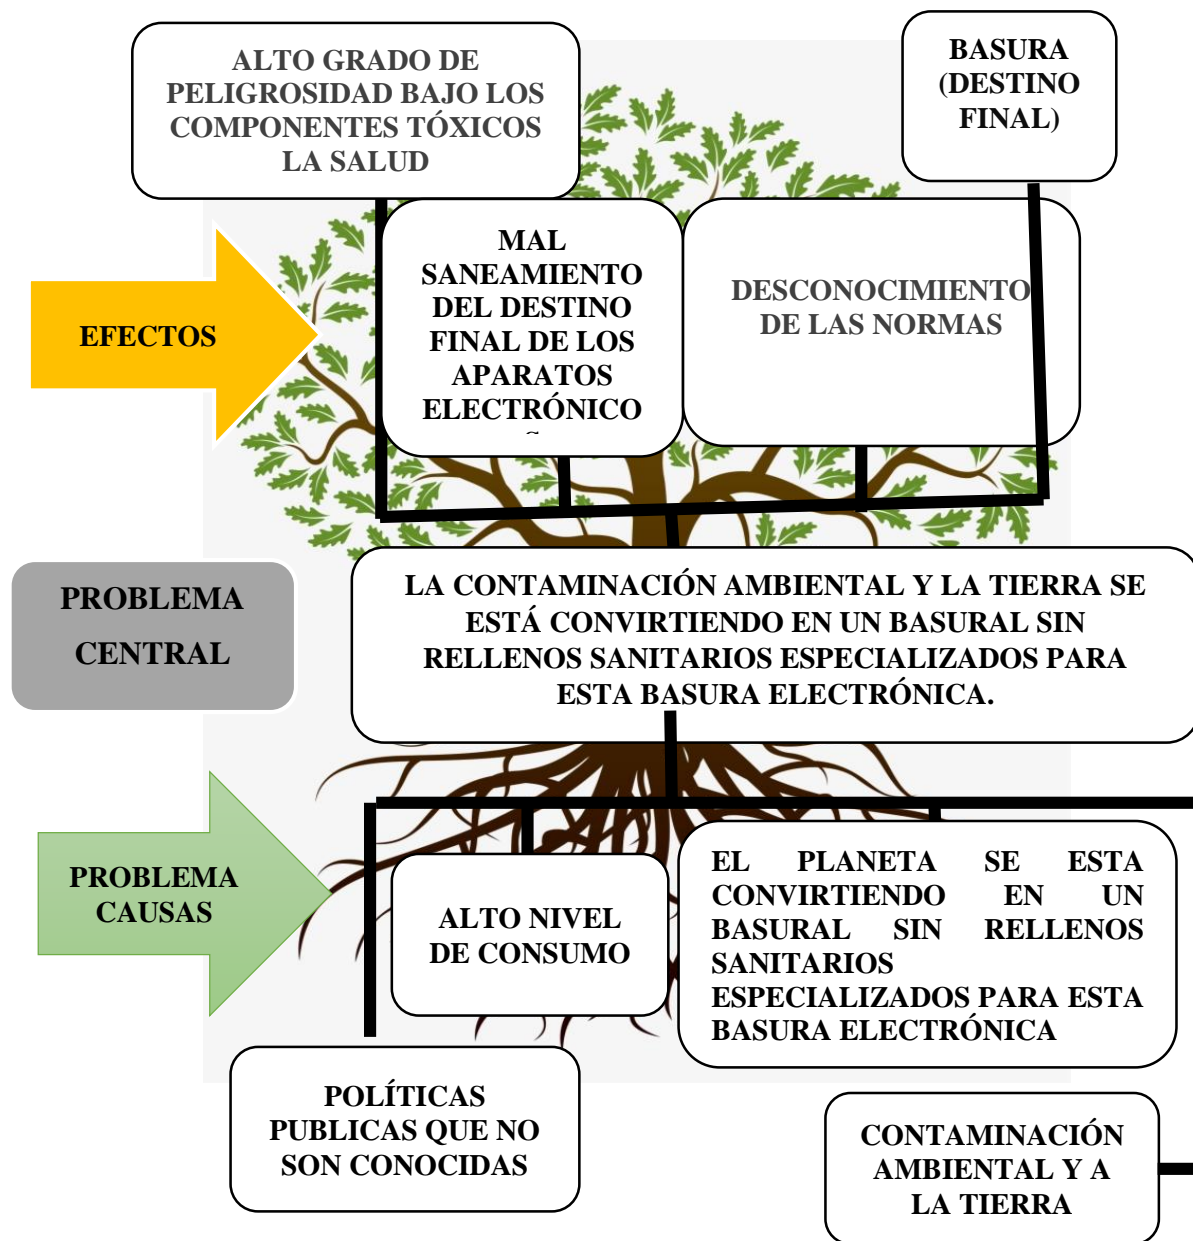 ALTO GRADO DE
PELIGROSIDAD BAJO LOS
COMPONENTES TÓXICOS
LA SALUD
BASURA
(DESTINO
FINAL)
MAL
SANEAMIENTO
DEL DESTINO
FINAL DE LOS
APARATOS
ELECTRÓNICO
DESCONOCIMIENTO
DE LAS NORMAS
EFECTOS
PROBLEMA
CENTRAL
LA CONTAMINACIÓN AMBIENTAL Y LA TIERRA SE
ESTÁ CONVIRTIENDO EN UN BASURAL SIN
RELLENOS SANITARIOS ESPECIALIZADOS PARA
ESTA BASURA ELECTRÓNICA.
PROBLEMA
CAUSAS
ALTO NIVEL
DE CONSUMO
EL PLANETA SE ESTA
CONVIRTIENDO EN UN
BASURAL SIN RELLENOS
SANITARIOS
ESPECIALIZADOS PARA ESTA
BASURA ELECTRÓNICA
POLÍTICAS
PUBLICAS QUE NO
SON CONOCIDAS
CONTAMINACIÓN
AMBIENTAL Y A
LA TIERRA